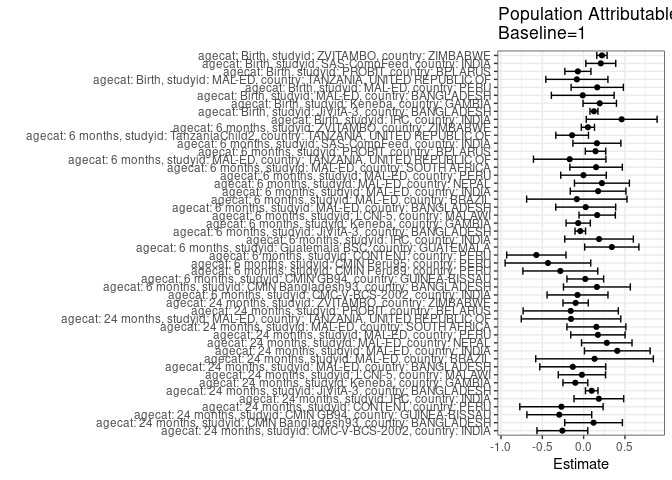 Population Attributable
Baseline=1
agecat: Birth, studyid: ZVITAMBO, country: ZIMBABWE
agecat: Birth, studyid: SAS-CompFeed, country: INDIA
agecat: Birth, studyid: PROBIT, country: BELARUS
agecat: Birth, studyid: MAL-ED, country: TANZANIA, UNITED REPUBLIC OF
agecat: Birth, studyid: MAL-ED, country: PERU
agecat: Birth, studyid: MAL-ED, country: BANGLADESH
agecat: Birth, studyid: Keneba, country: GAMBIA
agecat: Birth, studyid: JiVitA-3, country: BANGLADESH
agecat: Birth, studyid: IRC, country: INDIA
agecat: 6 months, studyid: ZVITAMBO, country: ZIMBABWE
agecat: 6 months, studyid: TanzaniaChild2, country: TANZANIA, UNITED REPUBLIC OF
agecat: 6 months, studyid: SAS-CompFeed, country: INDIA
agecat: 6 months, studyid: PROBIT, country: BELARUS
agecat: 6 months, studyid: MAL-ED, country: TANZANIA, UNITED REPUBLIC OF
agecat: 6 months, studyid: MAL-ED, country: SOUTH AFRICA
agecat: 6 months, studyid: MAL-ED, country: PERU
agecat: 6 months, studyid: MAL-ED, country: NEPAL
agecat: 6 months, studyid: MAL-ED, country: INDIA
agecat: 6 months, studyid: MAL-ED, country: BRAZIL
agecat: 6 months, studyid: MAL-ED, country: BANGLADESH
agecat: 6 months, studyid: LCNI-5, country: MALAWI
agecat: 6 months, studyid: Keneba, country: GAMBIA
agecat: 6 months, studyid: JiVitA-3, country: BANGLADESH
agecat: 6 months, studyid: IRC, country: INDIA
agecat: 6 months, studyid: Guatemala BSC, country: GUATEMALA
agecat: 6 months, studyid: CONTENT, country: PERU
agecat: 6 months, studyid: CMIN Peru95, country: PERU
agecat: 6 months, studyid: CMIN Peru89, country: PERU
agecat: 6 months, studyid: CMIN GB94, country: GUINEA-BISSAU
agecat: 6 months, studyid: CMIN Bangladesh93, country: BANGLADESH
agecat: 6 months, studyid: CMC-V-BCS-2002, country: INDIA
agecat: 24 months, studyid: ZVITAMBO, country: ZIMBABWE
agecat: 24 months, studyid: PROBIT, country: BELARUS
agecat: 24 months, studyid: MAL-ED, country: TANZANIA, UNITED REPUBLIC OF
agecat: 24 months, studyid: MAL-ED, country: SOUTH AFRICA
agecat: 24 months, studyid: MAL-ED, country: PERU
agecat: 24 months, studyid: MAL-ED, country: NEPAL
agecat: 24 months, studyid: MAL-ED, country: INDIA
agecat: 24 months, studyid: MAL-ED, country: BRAZIL
agecat: 24 months, studyid: MAL-ED, country: BANGLADESH
agecat: 24 months, studyid: LCNI-5, country: MALAWI
agecat: 24 months, studyid: Keneba, country: GAMBIA
agecat: 24 months, studyid: JiVitA-3, country: BANGLADESH
agecat: 24 months, studyid: IRC, country: INDIA
agecat: 24 months, studyid: CONTENT, country: PERU
agecat: 24 months, studyid: CMIN GB94, country: GUINEA-BISSAU
agecat: 24 months, studyid: CMIN Bangladesh93, country: BANGLADESH
agecat: 24 months, studyid: CMC-V-BCS-2002, country: INDIA
-1.0 -0.5 0.0 0.5
Estimate